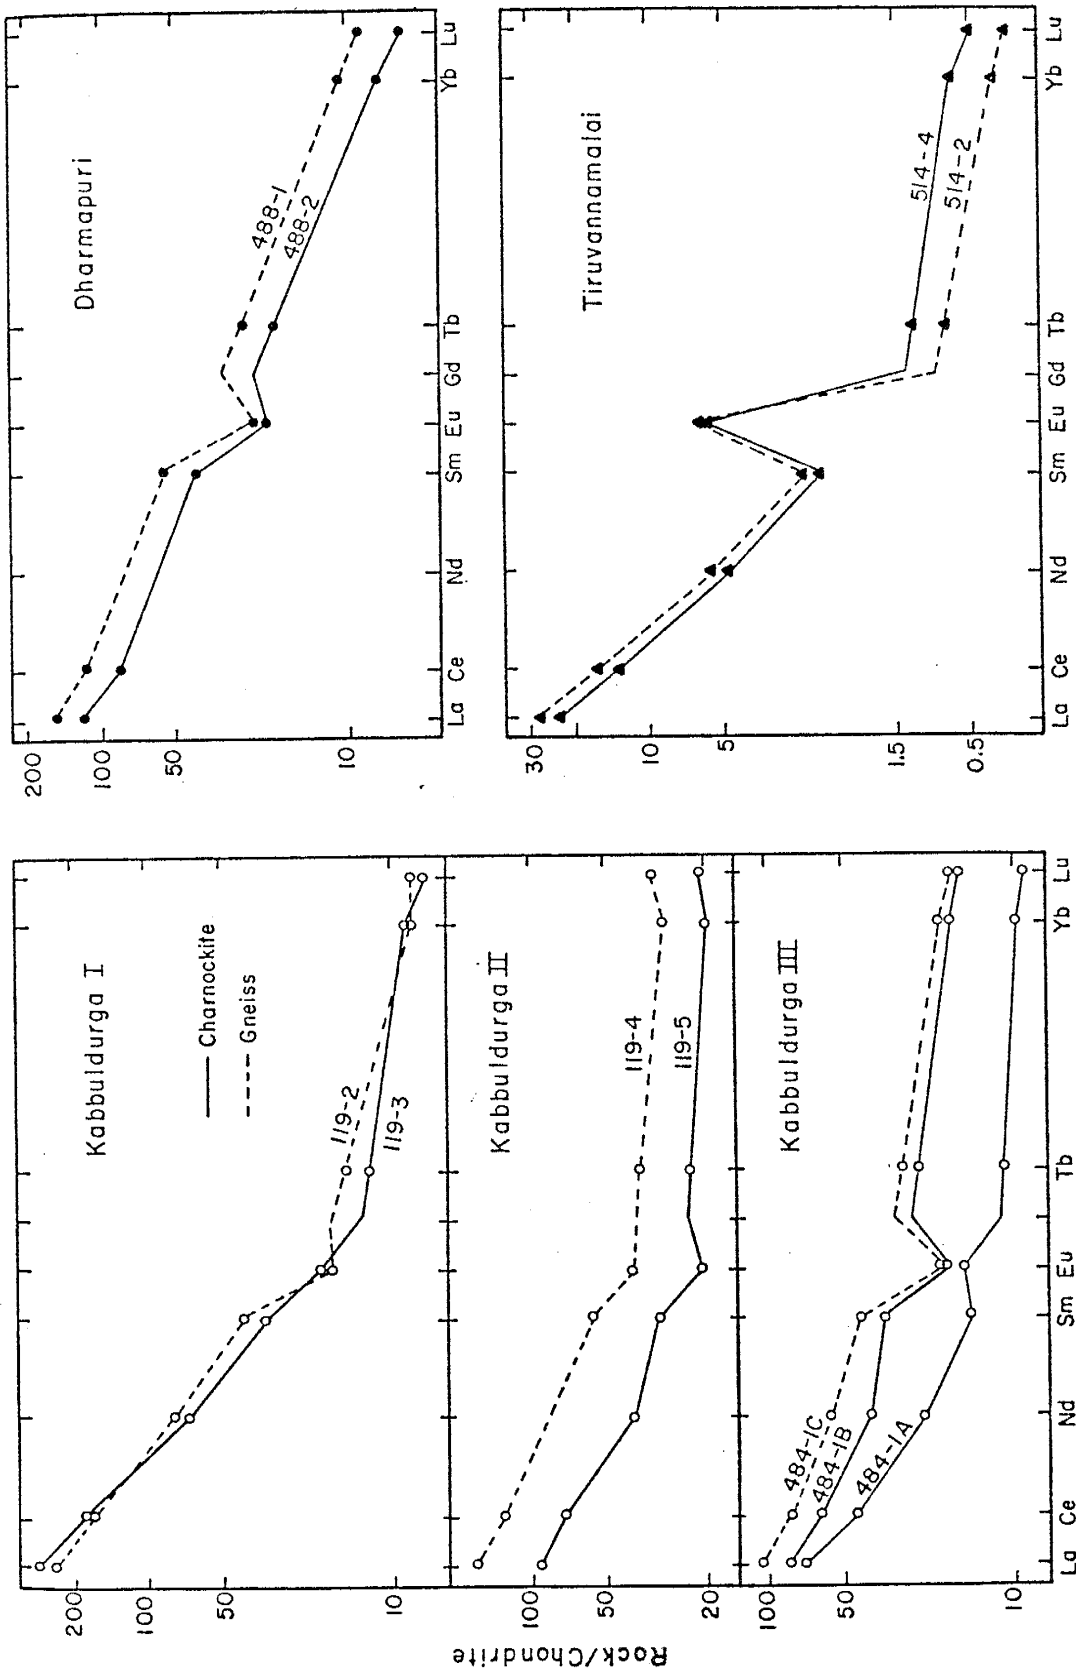 Kabbuldurga I
Charnockite
Gneiss
119-2
119-3
200
100
50
10
Kabbuldurga II
119-4
119-5
100
50
20
Kabbuldurga III
484-1C
484-1B
484-1A
100
50
10
La Ce Nd Sm Eu Tb Yb Lu
Rock/Chondrite
Dharmapuri
488-1
488-2
200
100
50
10
La Ce Nd Sm Eu Gd Tb Yb Lu
Tiruvannamalai
514-4
514-2
30
10
5
1.5
0.5
La Ce Nd Sm Eu Gd Tb Yb Lu